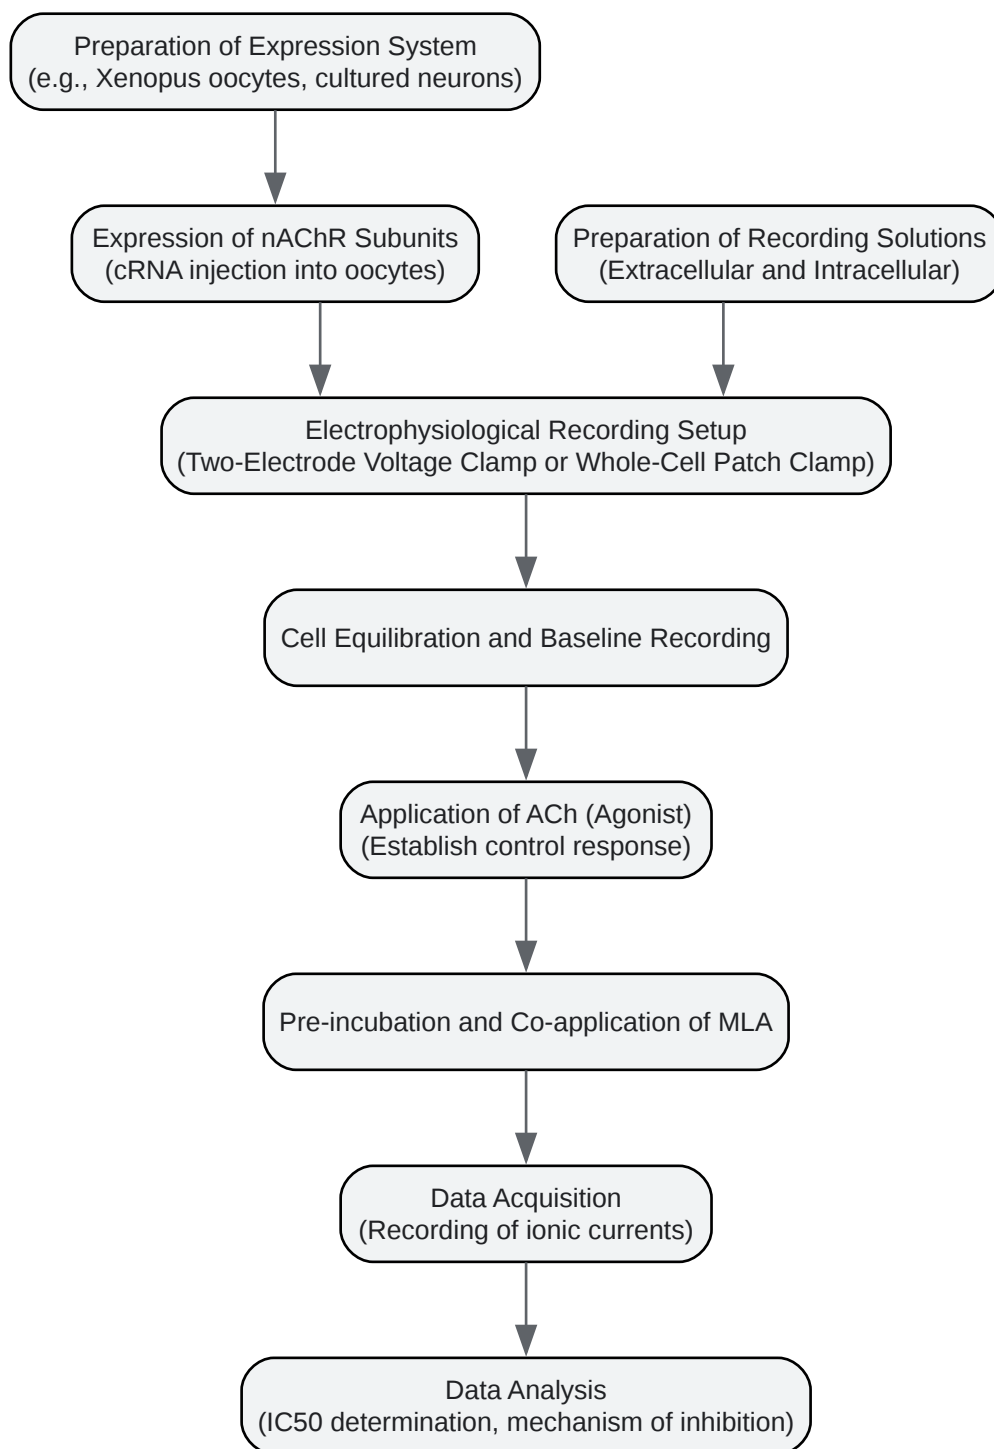 Preparation of Expression System
(e.g., Xenopus oocytes, cultured neurons)
Expression of nAChR Subunits
(cRNA injection into oocytes)
Preparation of Recording Solutions
(Extracellular and Intracellular)
Electrophysiological Recording Setup
(Two-Electrode Voltage Clamp or Whole-Cell Patch Clamp)
Cell Equilibration and Baseline Recording
Application of ACh (Agonist)
(Establish control response)
Pre-incubation and Co-application of MLA
Data Acquisition
(Recording of ionic currents)
Data Analysis
(IC50 determination, mechanism of inhibition)